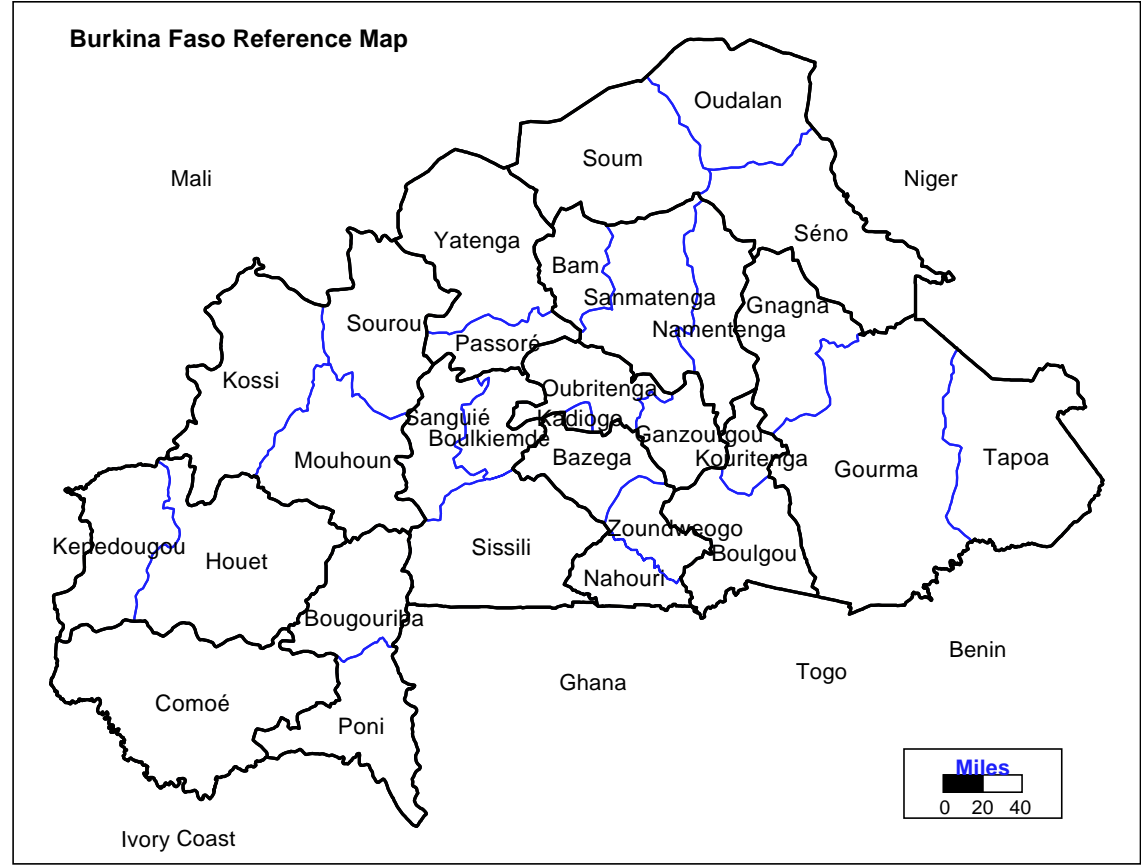 Burkina Faso Reference Map
Oudalan
Soum
Mali
Niger
Séno
Yatenga
Bam
Sanmatenga
Gnagna
Sourou
Namentenga
Passoré
Kossi
Oubritenga
Sanguié
Kadiogo
Boulkiemdé
Ganzourgou
Mouhoun
Bazega
Kouritenga
Gourma
Tapoa
Zoundweogo
Kenedougou
Sissili
Boulgou
Houet
Nahouri
Bougouriba
Benin
Togo
Ghana
Comoé
Poni
Miles
0 20 40
Ivory Coast